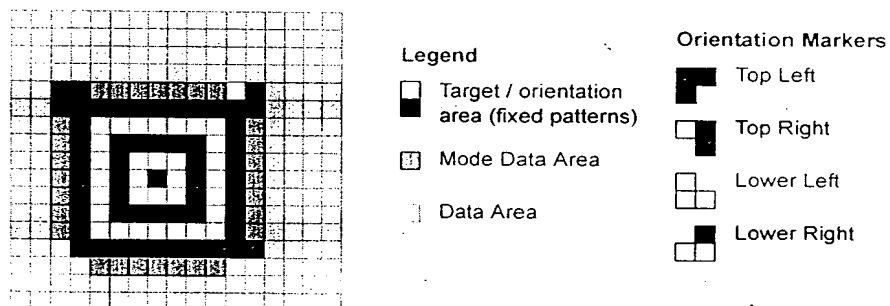 Legend
Target / orientation
area (fixed patterns)
Mode Data Area
Data Area
Orientation Markers
Top Left
Top Right
Lower Left
Lower Right